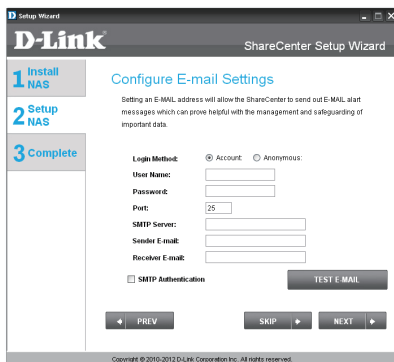 D Setup Wizard
D-Link
ShareCenter Setup Wizard
1 Install NAS
2 Setup NAS
3 Complete
Configure E-mail Settings
Setting an E-MAIL address will allow the ShareCenter to send out E-MAIL alart
messages which can prove helpful with the management and safeguarding of
important data.
Login Method: Account: Anonymous:
User Name:
Password:
Port: 25
SMTP Server:
Sender E-mail:
Receiver E-mail:
SMTP Authentication TEST E-MAIL
PREV SKIP NEXT
Copyright © 2010-2012 D-Link Corporation Inc. All rights reserved.